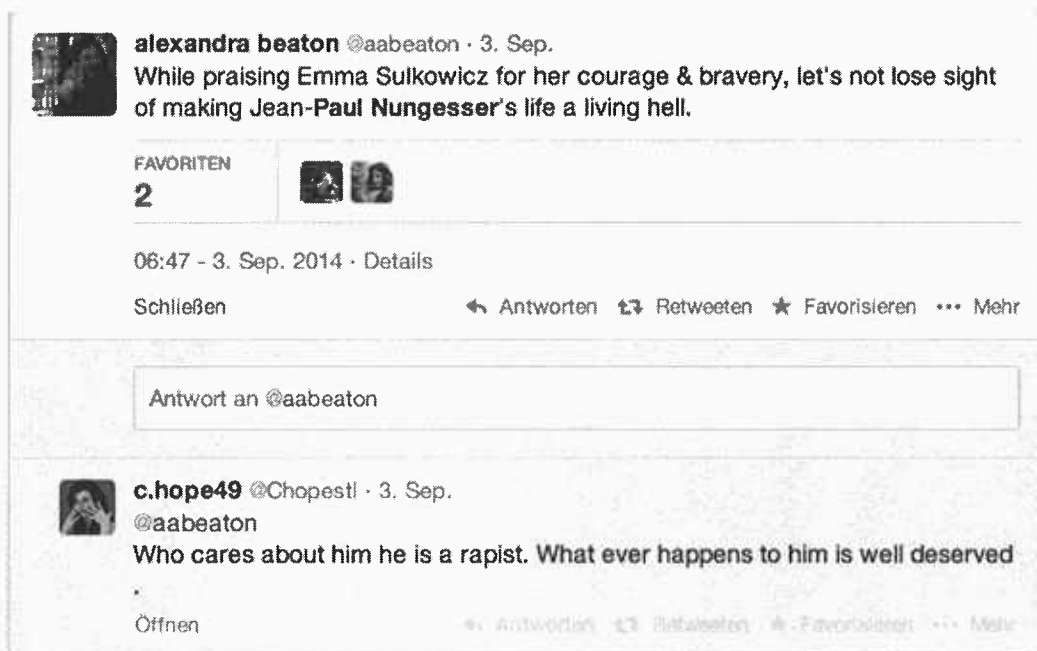 alexandra beaton @aabeaton · 3. Sep.
While praising Emma Sulkowicz for her courage & bravery, let's not lose sight
of making Jean-Paul Nungesser's life a living hell.
FAVORITEN
2
06:47 - 3. Sep. 2014 · Details
Schließen Antworten Retweeten Favorisieren Mehr
Antwort an @aabeaton
c.hope49 @Chopestl · 3. Sep.
@aabeaton
Who cares about him he is a rapist. What ever happens to him is well deserved
.
Öffnen Antworten Retweeten Favorisieren Mehr